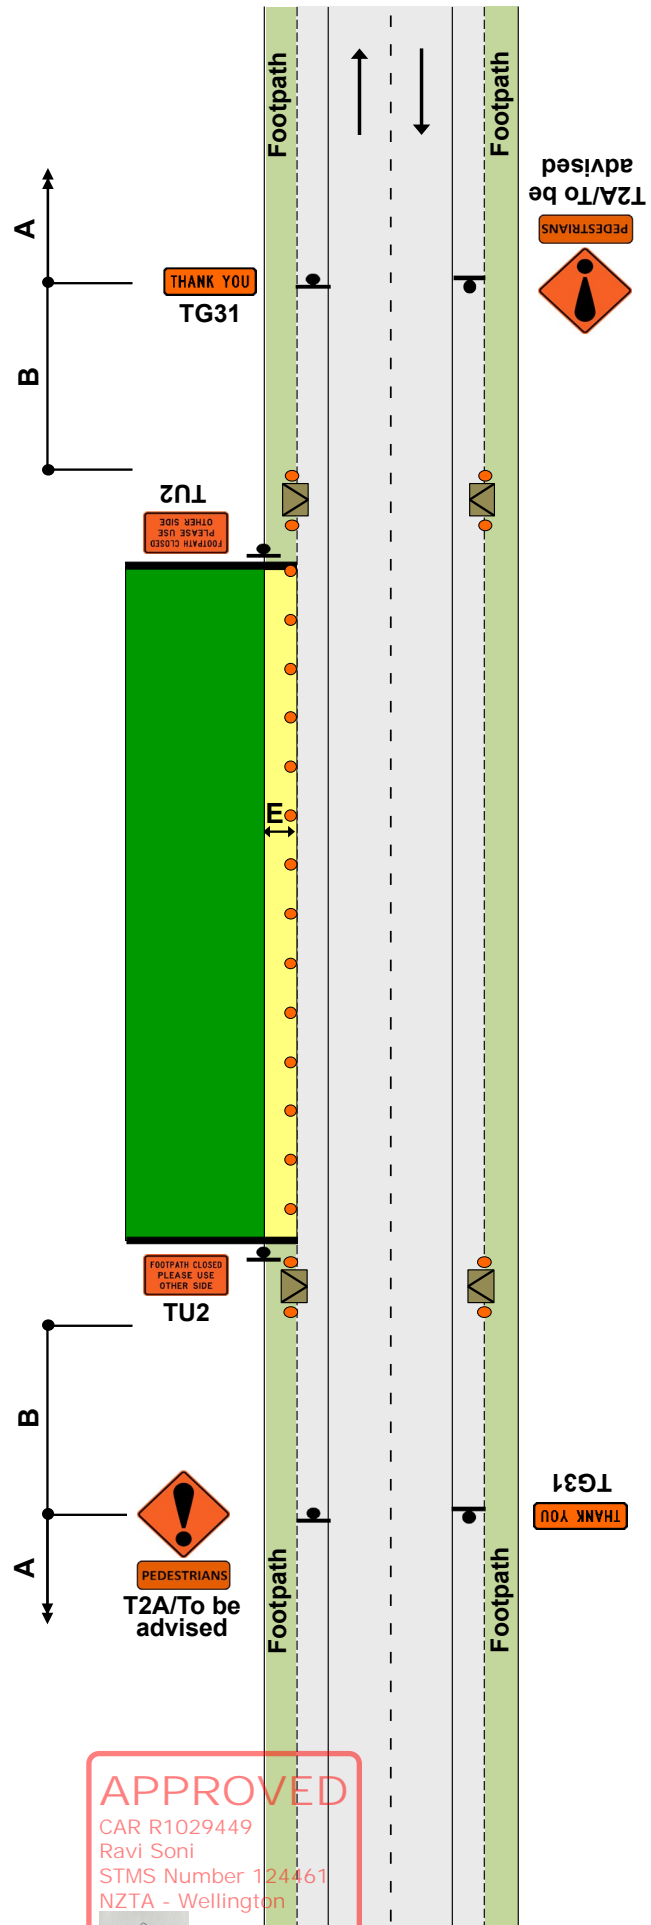 Footpath
Footpath
T2A/To be
advised
PEDESTRIANS
A
THANK YOU
TG31
B
TU2
FOOTPATH CLOSED
PLEASE USE
OTHER SIDE
E
FOOTPATH CLOSED
PLEASE USE
OTHER SIDE
TU2
B
TG31
THANK YOU
A
PEDESTRIANS
T2A/To be
advised
Footpath
Footpath
APPROVED
CAR R1029449
Ravi Soni
STMS Number 124461
NZTA - Wellington